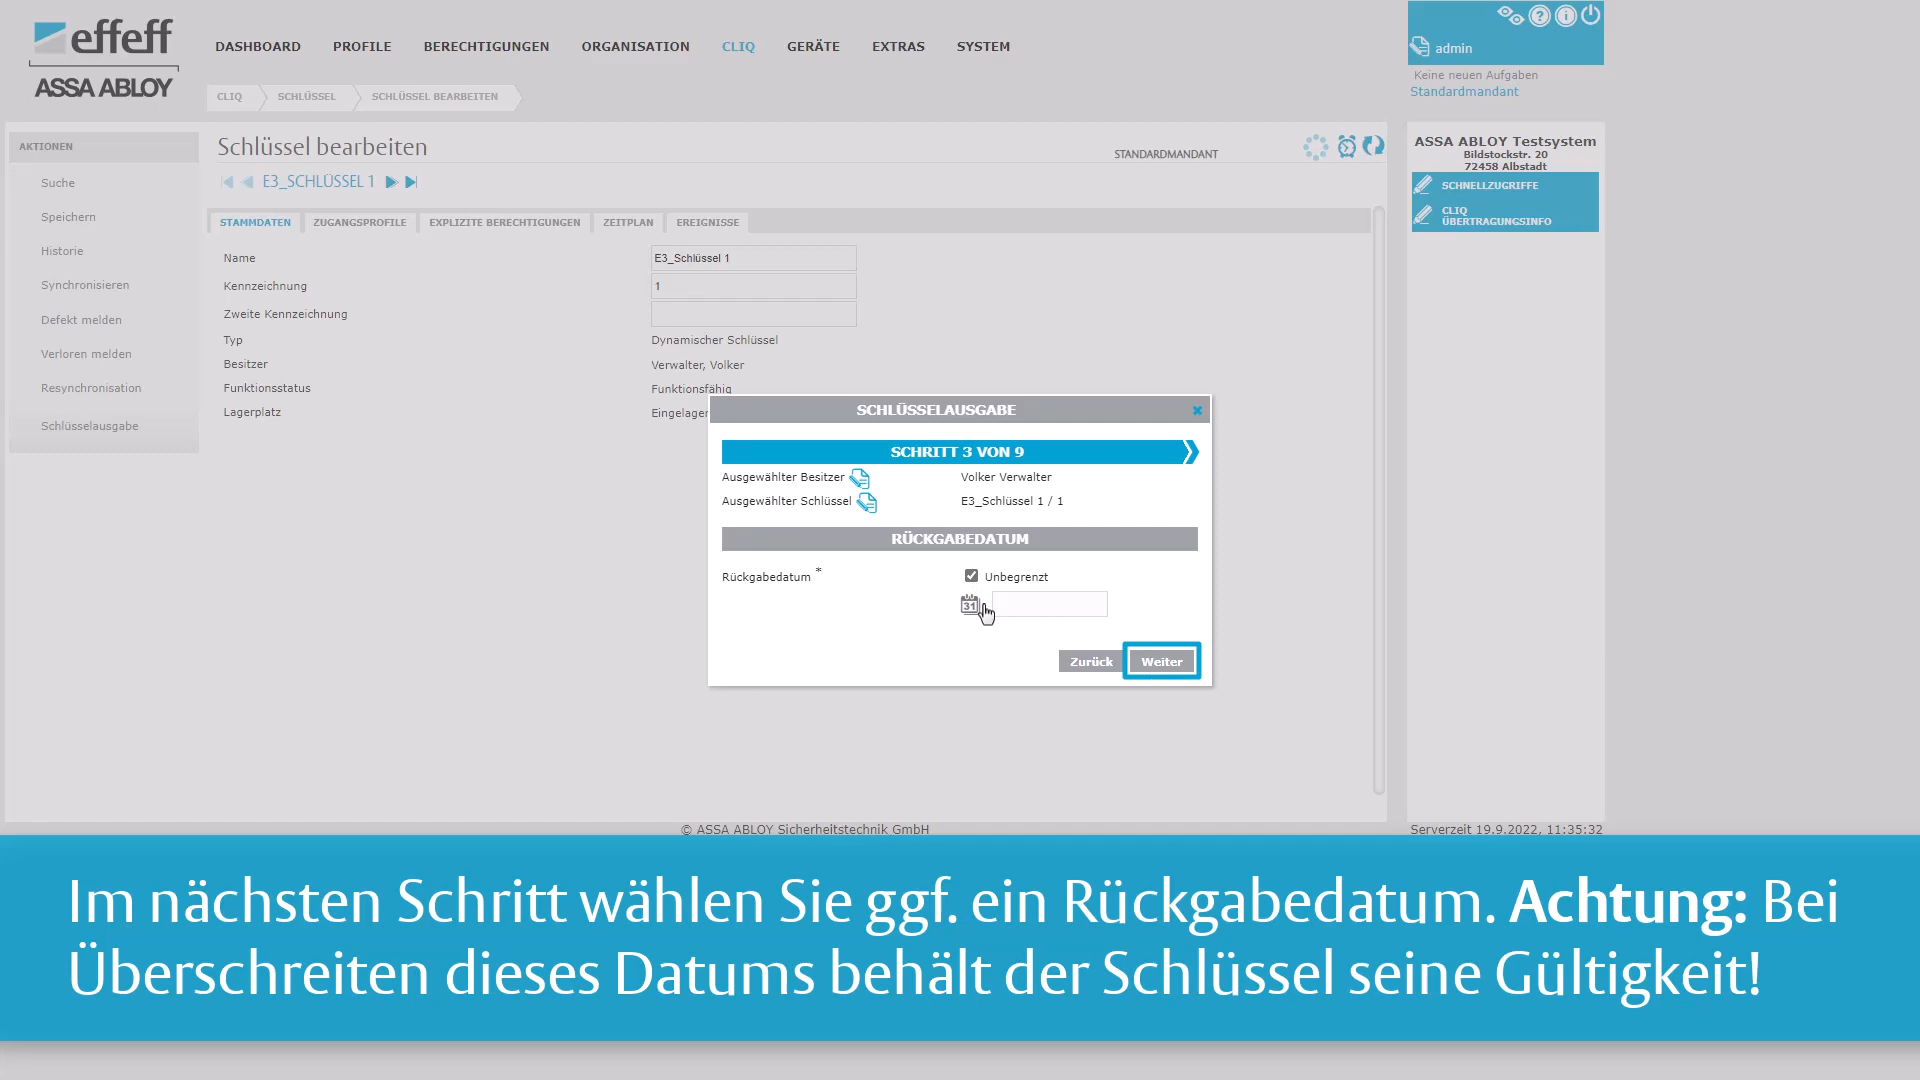 effeff
ASSA ABLOY
DASHBOARD PROFILE BERECHTIGUNGEN ORGANISATION CLIQ GERÄTE EXTRAS SYSTEM
admin
Keine neuen Aufgaben
Standardmandant
CLIQ SCHLÜSSEL SCHLÜSSEL BEARBEITEN
AKTIONEN
Suche
Speichern
Historie
Synchronisieren
Defekt melden
Verloren melden
Resynchronisation
Schlüsselausgabe
Schlüssel bearbeiten
STANDARDMANDANT
E3_SCHLÜSSEL 1
STAMMDATEN ZUGANGSPROFILE EXPLIZITE BERECHTIGUNGEN ZEITPLAN EREIGNISSE
Name E3_Schlüssel 1
Kennzeichnung 1
Zweite Kennzeichnung
Typ Dynamischer Schlüssel
Besitzer Verwalter, Volker
Funktionsstatus Funktionsfähig
Lagerplatz Eingelager
SCHLÜSSELAUSGABE
SCHRITT 3 VON 9
Ausgewählter Besitzer Volker Verwalter
Ausgewählter Schlüssel E3_Schlüssel 1 / 1
RÜCKGABEDATUM
Rückgabedatum * Unbegrenzt
31
Zurück Weiter
ASSA ABLOY Testsystem
Bildstockstr. 20
72458 Albstadt
SCHNELLZUGRIFFE
CLIQ
ÜBERTRAGUNGSINFO
© ASSA ABLOY Sicherheitstechnik GmbH
Serverzeit 19.9.2022, 11:35:32
Im nächsten Schritt wählen Sie ggf. ein Rückgabedatum. Achtung: Bei
Überschreiten dieses Datums behält der Schlüssel seine Gültigkeit!